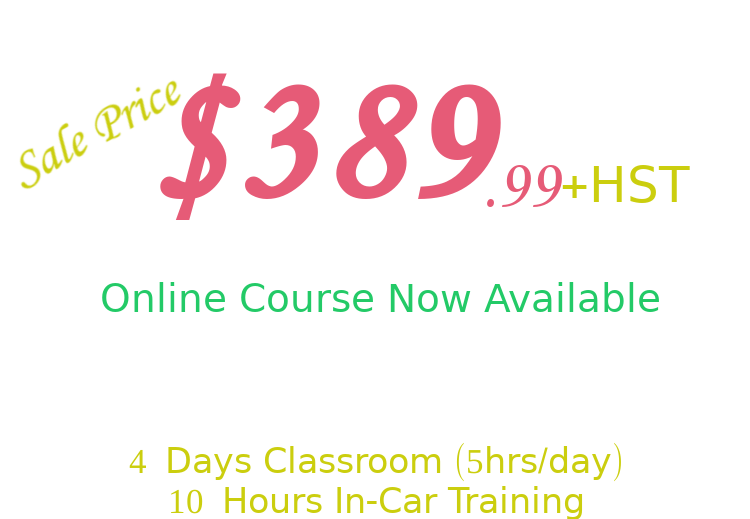 Sale Price
$389.99+HST
Online Course Now Available
4 Days Classroom (5hrs/day)
10 Hours In-Car Training